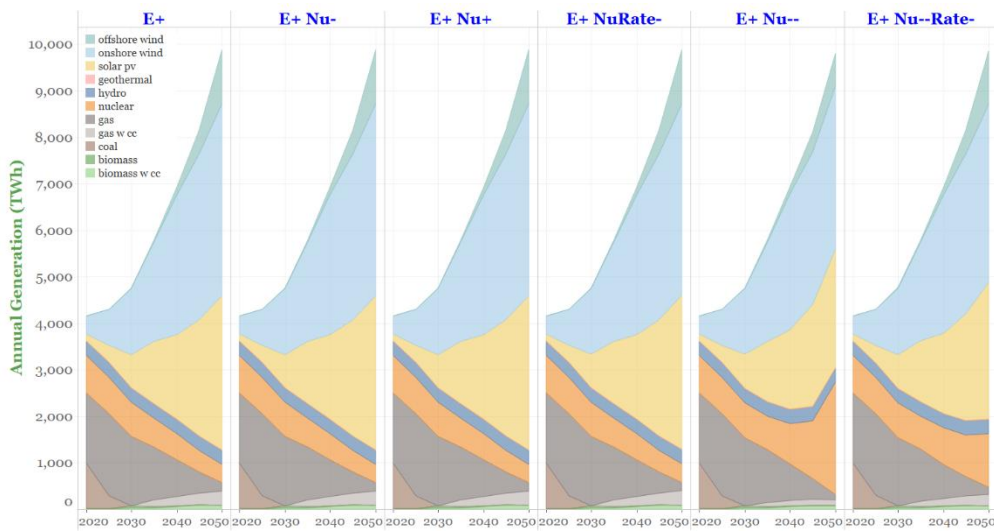 E+ E+ Nu- E+ Nu+ E+ NuRate- E+ Nu-- E+ Nu--Rate-
Annual Generation (TWh)
10,000
9,000
8,000
7,000
6,000
5,000
4,000
3,000
2,000
1,000
0
offshore wind
onshore wind
solar pv
geothermal
hydro
nuclear
gas
gas w cc
coal
biomass
biomass w cc
2020 2030 2040 2050 2020 2030 2040 2050 2020 2030 2040 2050 2020 2030 2040 2050 2020 2030 2040 2050 2020 2030 2040 2050